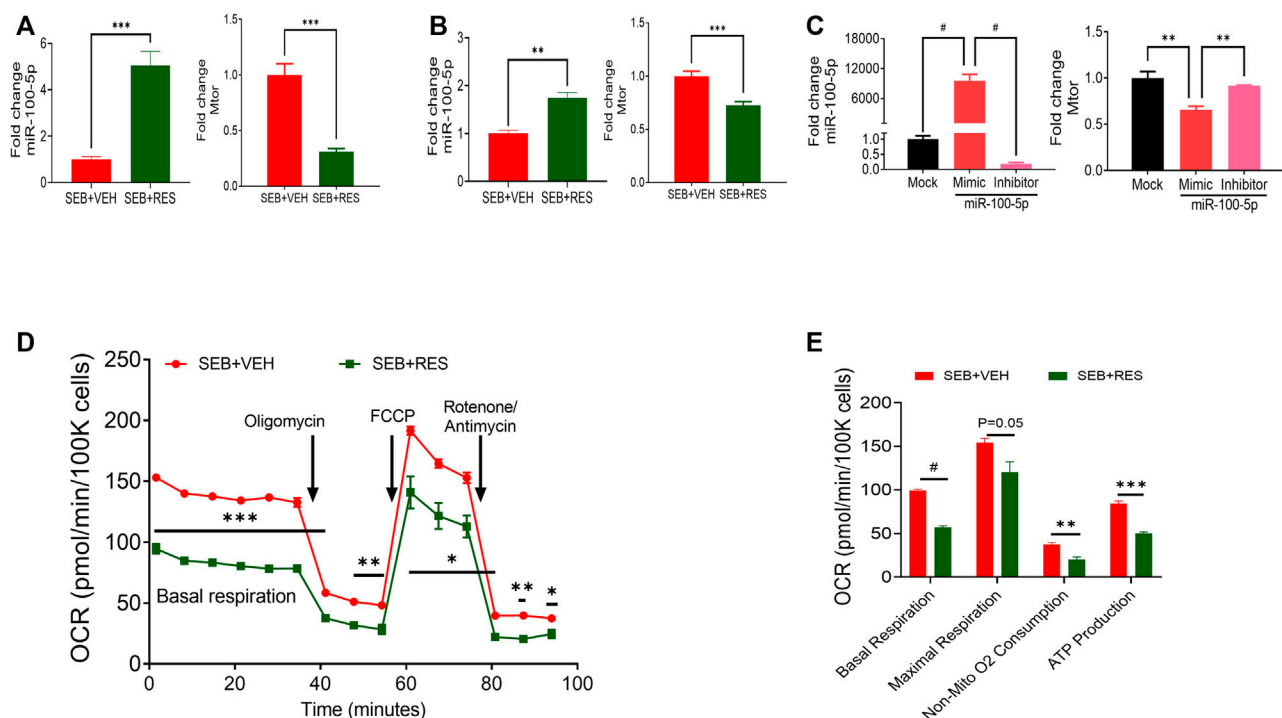 A
Fold change
miR-100-5p
6
4
2
0
***
SEB+VEH
SEB+RES
Fold change
Mtor
1.5
1.0
0.5
0.0
***
SEB+VEH
SEB+RES
B
Fold change
miR-100-5p
3
2
1
0
**
SEB+VEH
SEB+RES
Fold change
Mtor
1.5
1.0
0.5
0.0
***
SEB+VEH
SEB+RES
C
Fold change
miR-100-5p
18000
12000
6000
1.0
0.5
0.0
#
#
Mock
Mimic
Inhibitor
miR-100-5p
Fold change
Mtor
1.5
1.0
0.5
0.0
**
**
Mock
Mimic
Inhibitor
miR-100-5p
D
OCR (pmol/min/100K cells)
250
200
150
100
50
0
SEB+VEH
SEB+RES
Oligomycin
FCCP
Rotenone/
Antimycin
***
**
*
**
*
Basal respiration
0
20
40
60
80
100
Time (minutes)
E
OCR (pmol/min/100K cells)
200
150
100
50
0
SEB+VEH
SEB+RES
#
P=0.05
**
***
Basal Respiration
Maximal Respiration
Non-Mito O2 Consumption
ATP Production